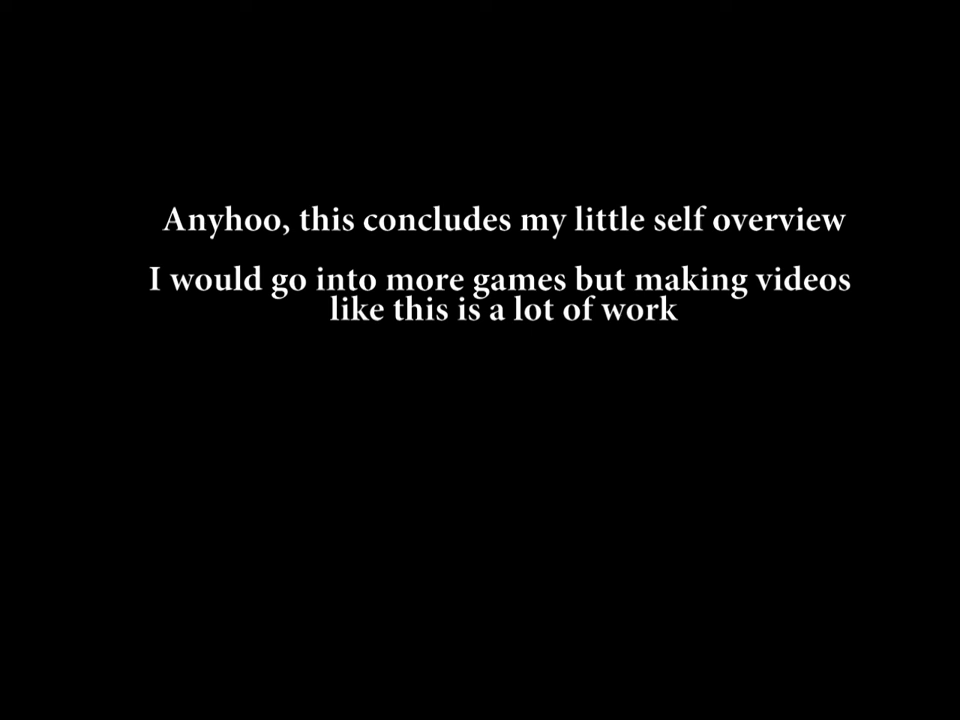 Anyhoo, this concludes my little self overview
I would go into more games but making videos
like this is a lot of work